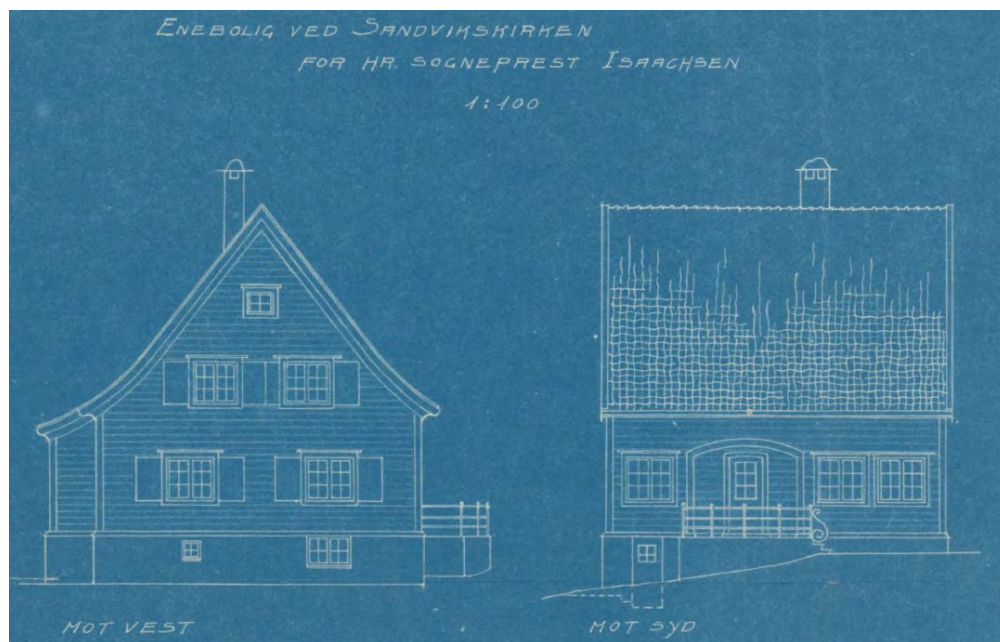 ENEBOLIG VED SANDVIKSKIRKEN
FOR HR. SOGNEPREST ISAACHSEN
1:100
MOT VEST
MOT SYD